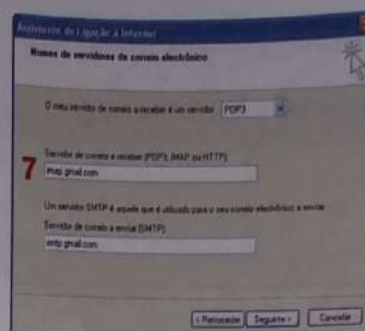 Assistente de Ligação à Internet
Nomes de servidores de correio electrónico
O meu servidor de correio a receber é um servidor POP3
7
Servidor de correio a receber (POP3, IMAP ou HTTP):
imap.gmail.com
Um servidor SMTP é aquele que é utilizado para o seu correio electrónico a enviar.
Servidor de correio a enviar (SMTP):
smtp.gmail.com
< Retroceder Seguinte > Cancelar